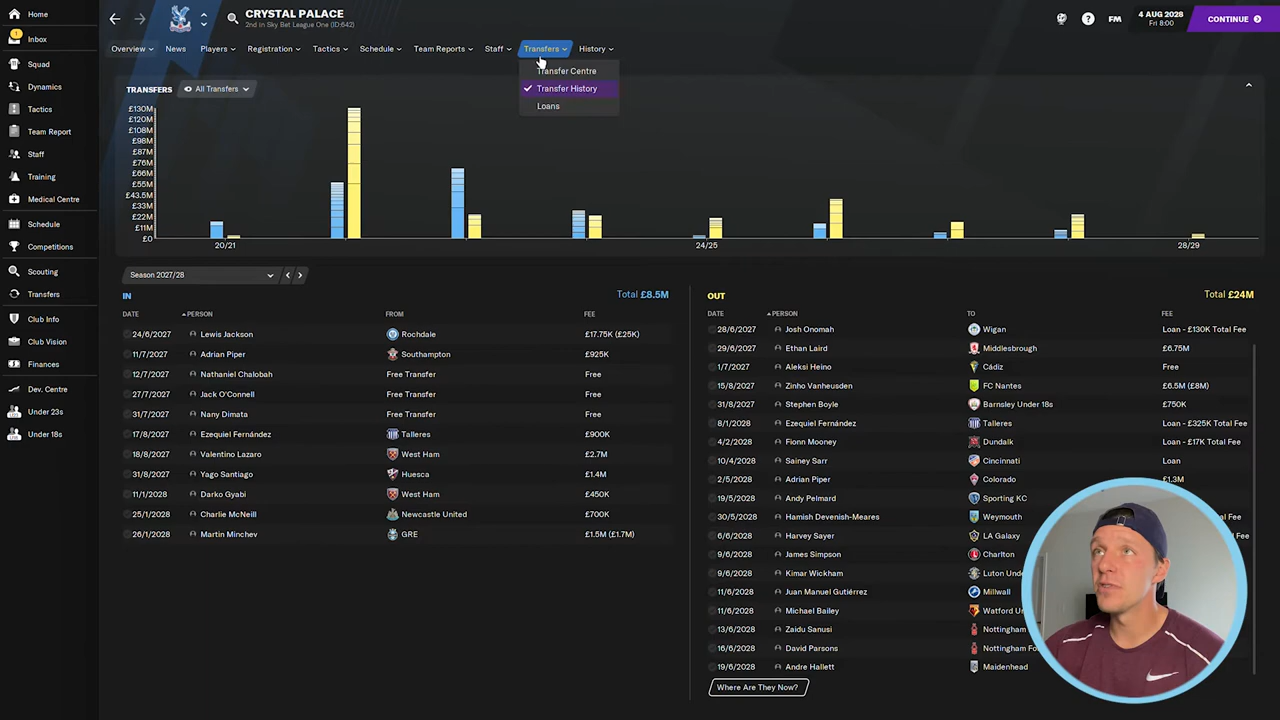 Home
Inbox
1
Squad
Dynamics
Tactics
Team Report
Staff
Training
Medical Centre
Schedule
Competitions
Scouting
Transfers
Club Info
Club Vision
Finances
Dev. Centre
Under 23s
Under 18s
CRYSTAL PALACE
2nd in Sky Bet League One (ID:642)
FM
4 AUG 2028
Fri 8:00
CONTINUE
Overview
News
Players
Registration
Tactics
Schedule
Team Reports
Staff
Transfers
History
Transfer Centre
Transfer History
Loans
TRANSFERS
All Transfers
£130M
£120M
£108M
£98M
£87M
£76M
£66M
£55M
£43.5M
£32M
£22M
£11M
£0
20/21
24/25
28/29
Season 2027/28
IN
Total £8.5M
DATE PERSON FROM FEE
24/6/2027 Lewis Jackson Rochdale £17.75K (£25K)
11/7/2027 Adrian Piper Southampton £925K
12/7/2027 Nathaniel Chalobah Free Transfer Free
27/7/2027 Jack O'Connell Free Transfer Free
31/7/2027 Nany Dimata Free Transfer Free
17/8/2027 Ezequiel Fernández Talleres £900K
18/8/2027 Valentino Lazaro West Ham £2.7M
31/8/2027 Yago Santiago Huesca £1.4M
11/1/2028 Darko Gyabi West Ham £450K
25/1/2028 Charlie McNeill Newcastle United £700K
26/1/2028 Martin Minchev GRE £1.5M (£1.7M)
OUT
Total £24M
DATE PERSON TO FEE
28/6/2027 Josh Onomah Wigan Loan - £130K Total Fee
29/6/2027 Ethan Laird Middlesbrough £6.75M
1/7/2027 Aleksi Heino Cádiz Free
15/8/2027 Zinho Vanheusden FC Nantes £6.5M (£8M)
31/8/2027 Stephen Boyle Barnsley Under 18s £750K
8/1/2028 Ezequiel Fernández Talleres Loan - £325K Total Fee
4/2/2028 Fionn Mooney Dundalk Loan - £17K Total Fee
10/4/2028 Sainey Sarr Cincinnati Loan
2/5/2028 Adrian Piper Colorado £1.3M
19/5/2028 Andy Pelmard Sporting KC
30/5/2028 Hamish Devenish-Meares Weymouth Fee
6/6/2028 Harvey Sayer LA Galaxy Fee
9/6/2028 James Simpson Charlton
9/6/2028 Kimar Wickham Luton
11/6/2028 Juan Manuel Gutiérrez Millwall
11/6/2028 Michael Bailey Watford
13/6/2028 Zaidu Sanusi Nottingham
16/6/2028 David Parsons Nottingham
19/6/2028 Andre Hallett Maidenhead
Where Are They Now?